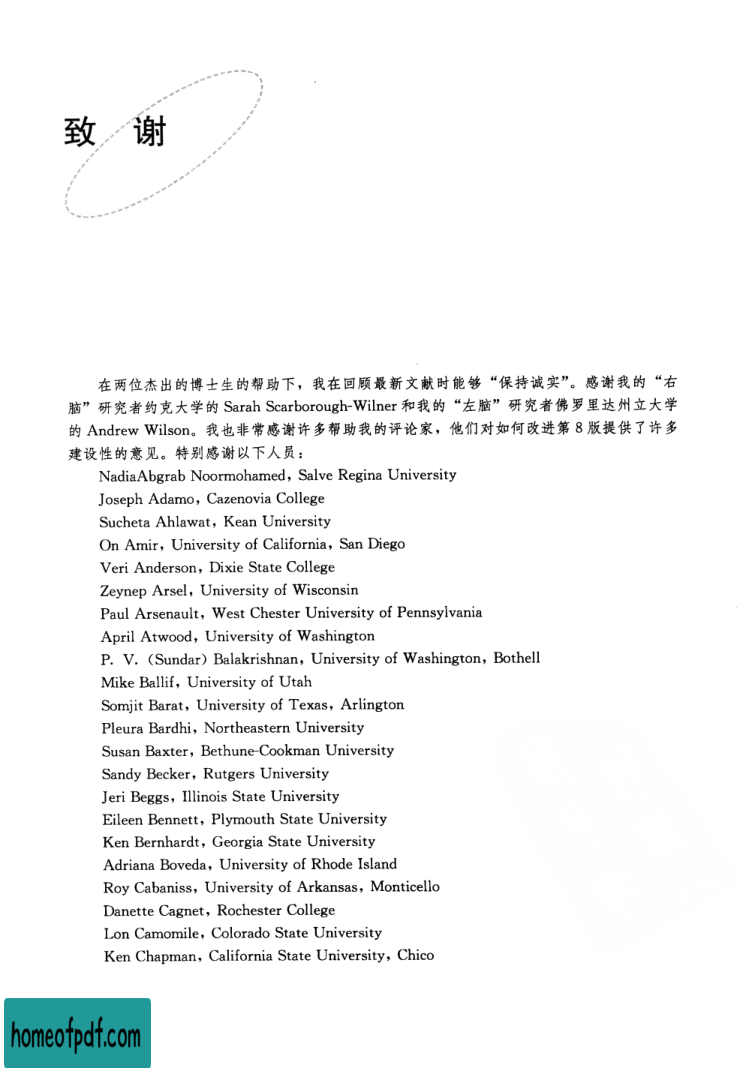 致 谢
在两位杰出的博士生的帮助下，我在回顾最新文献时能够“保持诚实”。感谢我的“右
脑”研究者约克大学的 Sarah Scarborough-Wilner 和我的“左脑”研究者佛罗里达州立大学
的 Andrew Wilson。我也非常感谢许多帮助我的评论家，他们对如何改进第 8 版提供了许多
建设性的意见。特别感谢以下人员：
NadiaAbgrab Noormohamed，Salve Regina University
Joseph Adamo，Cazenovia College
Sucheta Ahlawat，Kean University
On Amir，University of California，San Diego
Veri Anderson，Dixie State College
Zeynep Arsel，University of Wisconsin
Paul Arsenault，West Chester University of Pennsylvania
April Atwood，University of Washington
P. V.（Sundar）Balakrishnan，University of Washington，Bothell
Mike Ballif，University of Utah
Somjit Barat，University of Texas，Arlington
Pleura Bardhi，Northeastern University
Susan Baxter，Bethune-Cookman University
Sandy Becker，Rutgers University
Jeri Beggs，Illinois State University
Eileen Bennett，Plymouth State University
Ken Bernhardt，Georgia State University
Adriana Boveda，University of Rhode Island
Roy Cabaniss，University of Arkansas，Monticello
Danette Cagnet，Rochester College
Lon Camomile，Colorado State University
Ken Chapman，California State University，Chico
homeofpdf.com